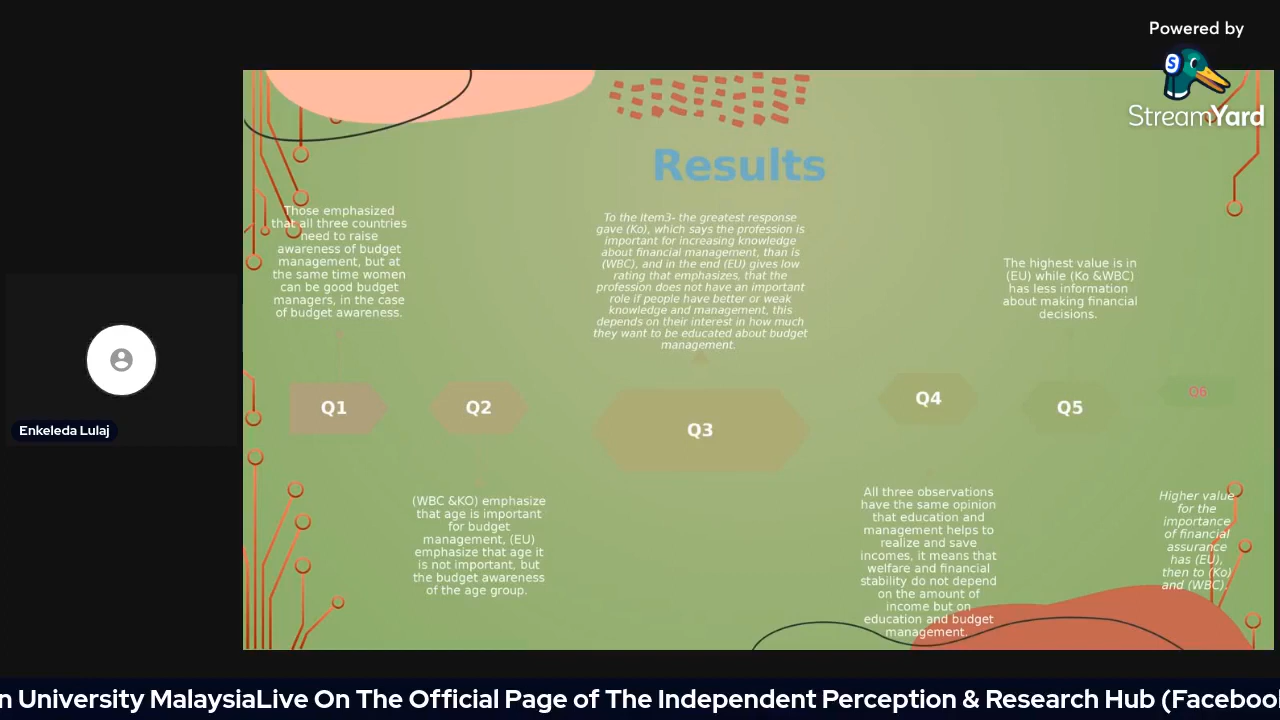 Powered by
StreamYard
Results
Those emphasized
that all three countries
need to raise
awareness of budget
management, but at
the same time women
can be good budget
managers, in the case
of budget awareness.
To the Item3- the greatest response
gave (Ko), which says the profession is
important for increasing knowledge
about financial management, than is
(WBC), and in the end (EU) gives low
rating that emphasizes, that the
profession does not have an important
role if people have better or weak
knowledge and management, this
depends on their interest in how much
they want to be educated about budget
management.
The highest value is in
(EU) while (Ko &WBC)
has less information
about making financial
decisions.
Q1
Q2
Q3
Q4
Q5
Q6
(WBC &KO) emphasize
that age is important
for budget
management, (EU)
emphasize that age it
is not important, but
the budget awareness
of the age group.
All three observations
have the same opinion
that education and
management helps to
realize and save
incomes, it means that
welfare and financial
stability do not depend
on the amount of
income but on
education and budget
management.
Higher value
for the
importance
of financial
assurance
has (EU),
then to (Ko)
and (WBC).
Enkeleda Lulaj
n University MalaysiaLive On The Official Page of The Independent Perception & Research Hub (Faceboo